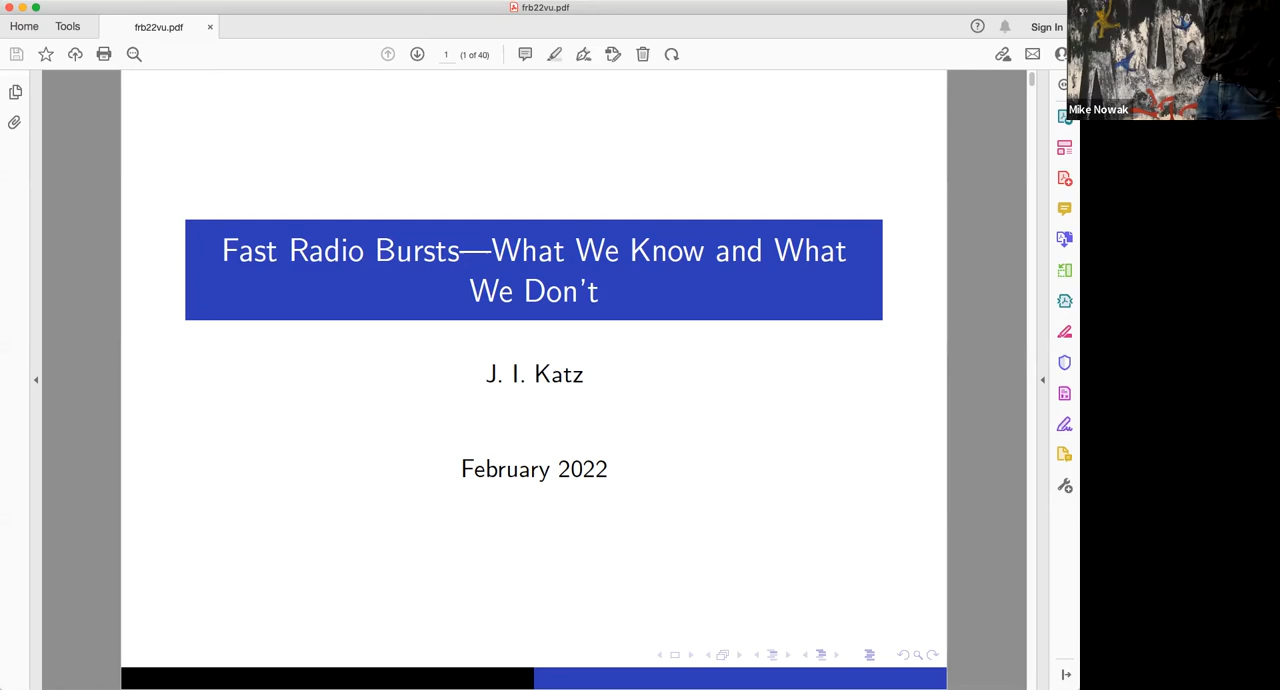 frb22vu.pdf
Home Tools frb22vu.pdf × Sign In
1 (1 of 40)
Mike Nowak
Fast Radio Bursts—What We Know and What
We Don't
J. I. Katz
February 2022